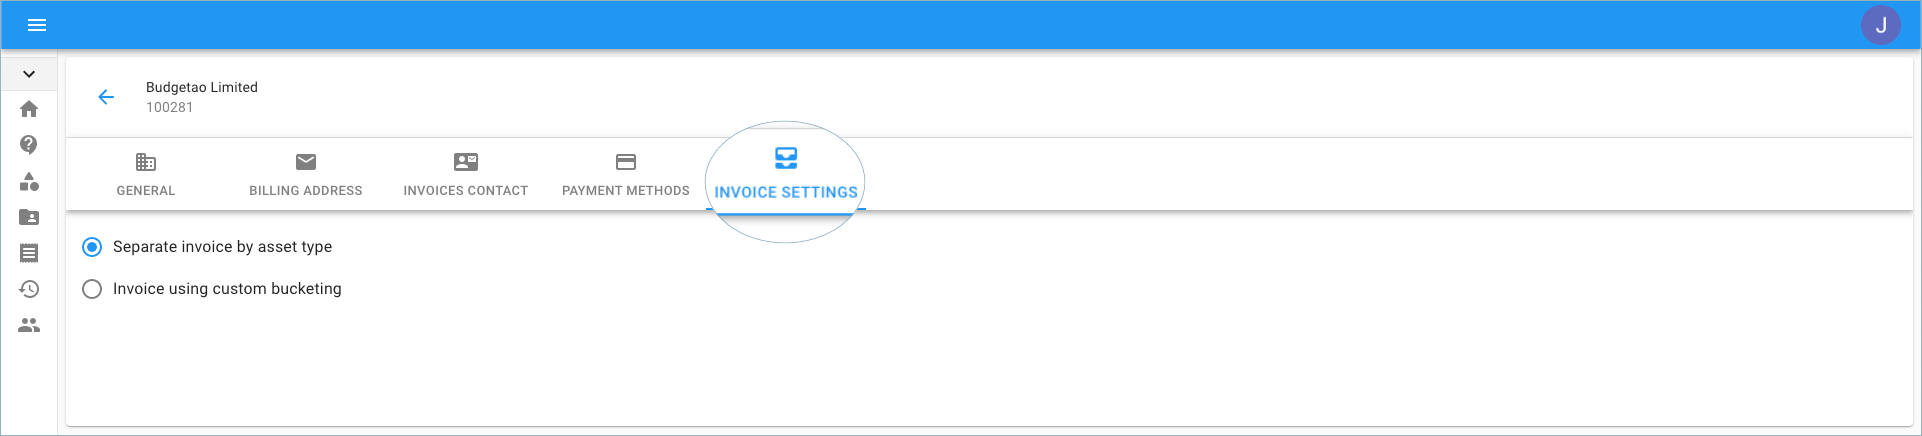 J
Budgetao Limited
100281
GENERAL
BILLING ADDRESS
INVOICES CONTACT
PAYMENT METHODS
INVOICE SETTINGS
Separate invoice by asset type
Invoice using custom bucketing